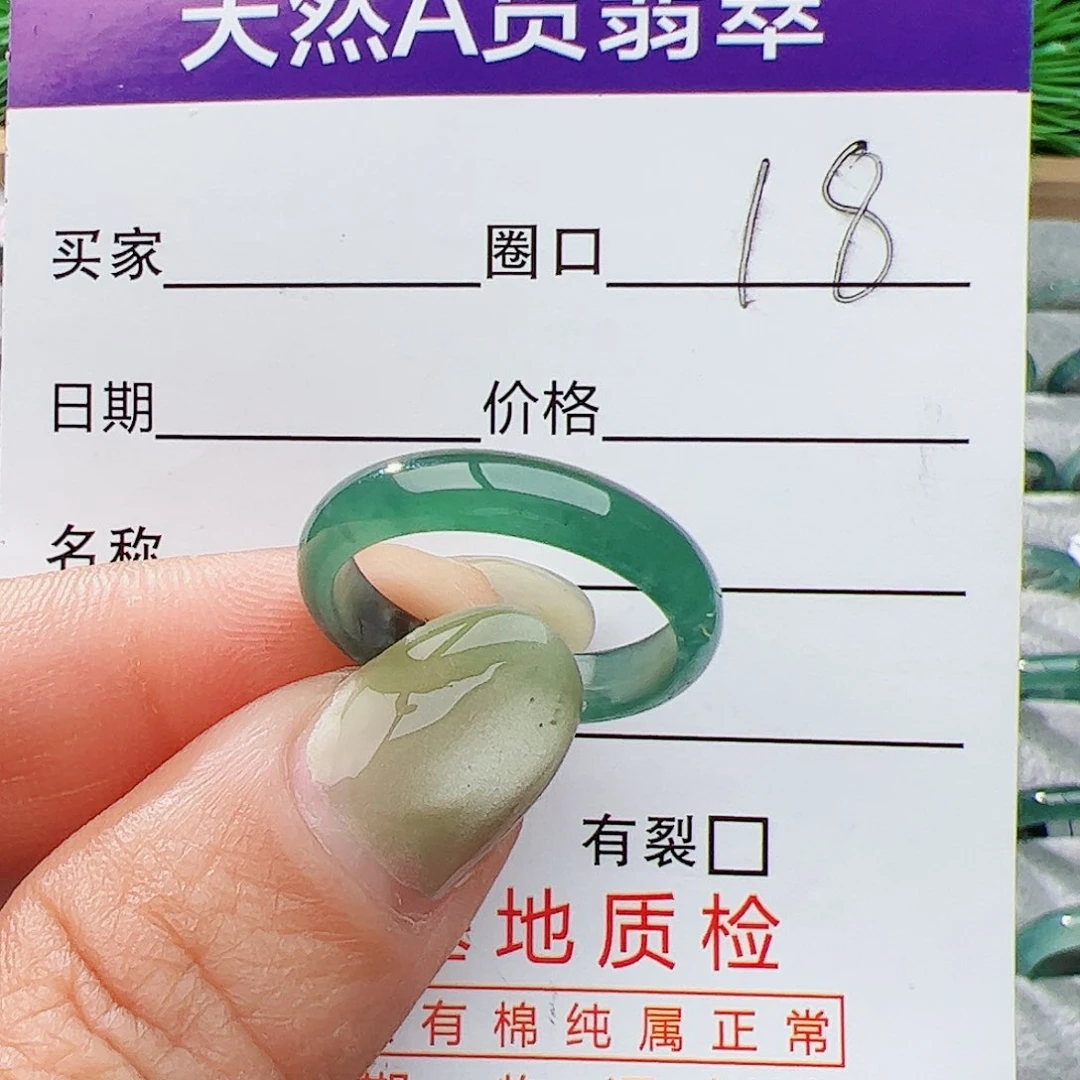 天然A货翡翠
买家 圈口 18
日期 价格
名称
有裂□
地质检
有棉纯属正常